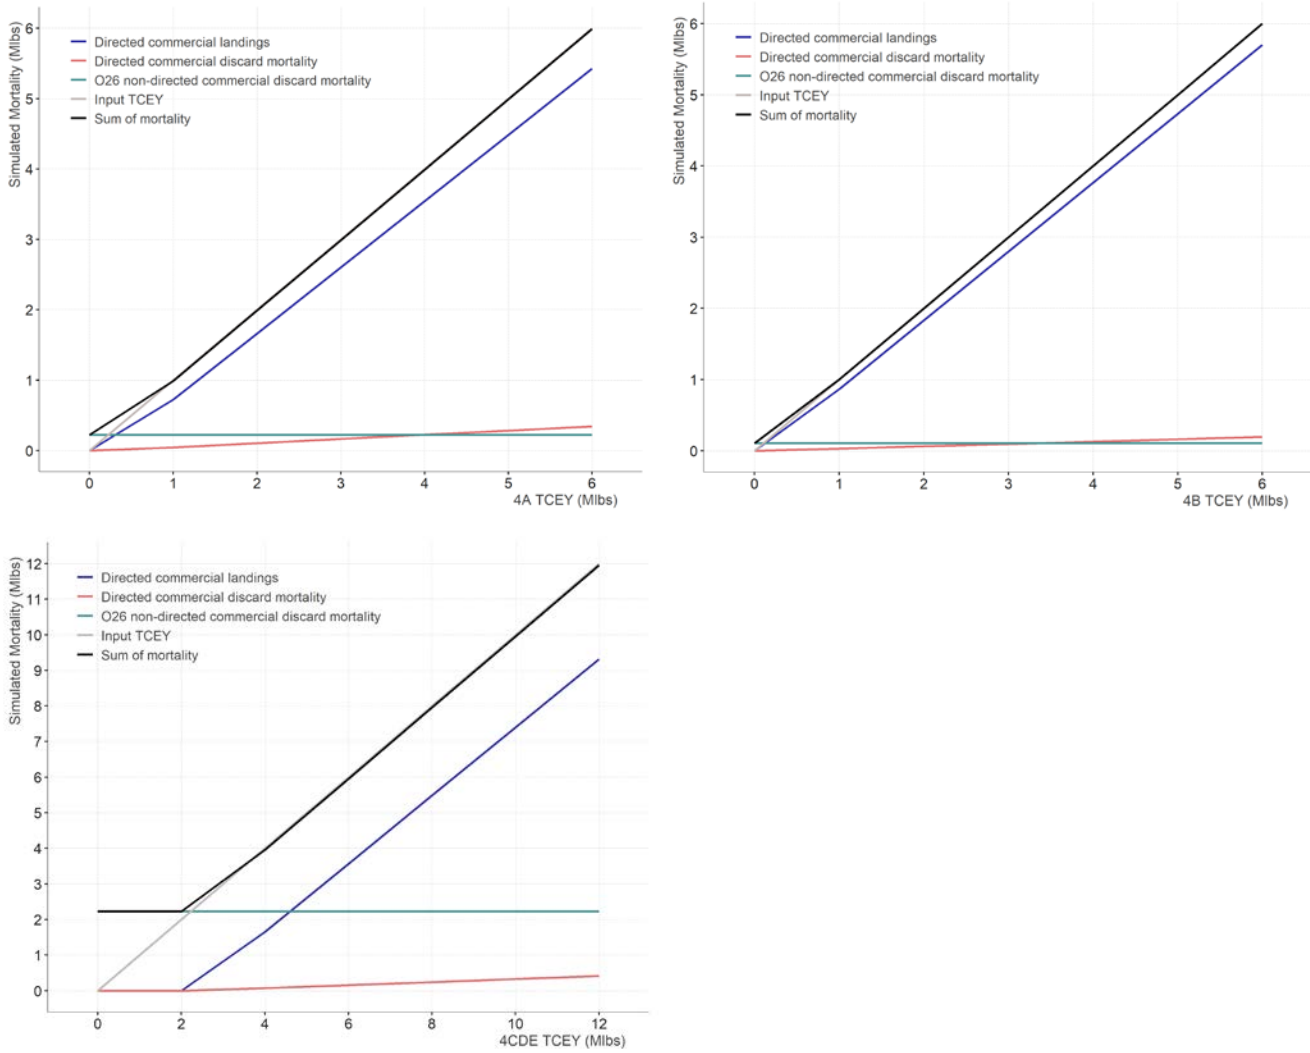 Simulated Mortality (Mlbs)
6
5
4
3
2
1
0
Directed commercial landings
Directed commercial discard mortality
O26 non-directed commercial discard mortality
Input TCEY
Sum of mortality
0 1 2 3 4 5 6
4A TCEY (Mlbs)
Simulated Mortality (Mlbs)
6
5
4
3
2
1
0
Directed commercial landings
Directed commercial discard mortality
O26 non-directed commercial discard mortality
Input TCEY
Sum of mortality
0 1 2 3 4 5 6
4B TCEY (Mlbs)
Simulated Mortality (Mlbs)
12
11
10
9
8
7
6
5
4
3
2
1
0
Directed commercial landings
Directed commercial discard mortality
O26 non-directed commercial discard mortality
Input TCEY
Sum of mortality
0 2 4 6 8 10 12
4CDE TCEY (Mlbs)